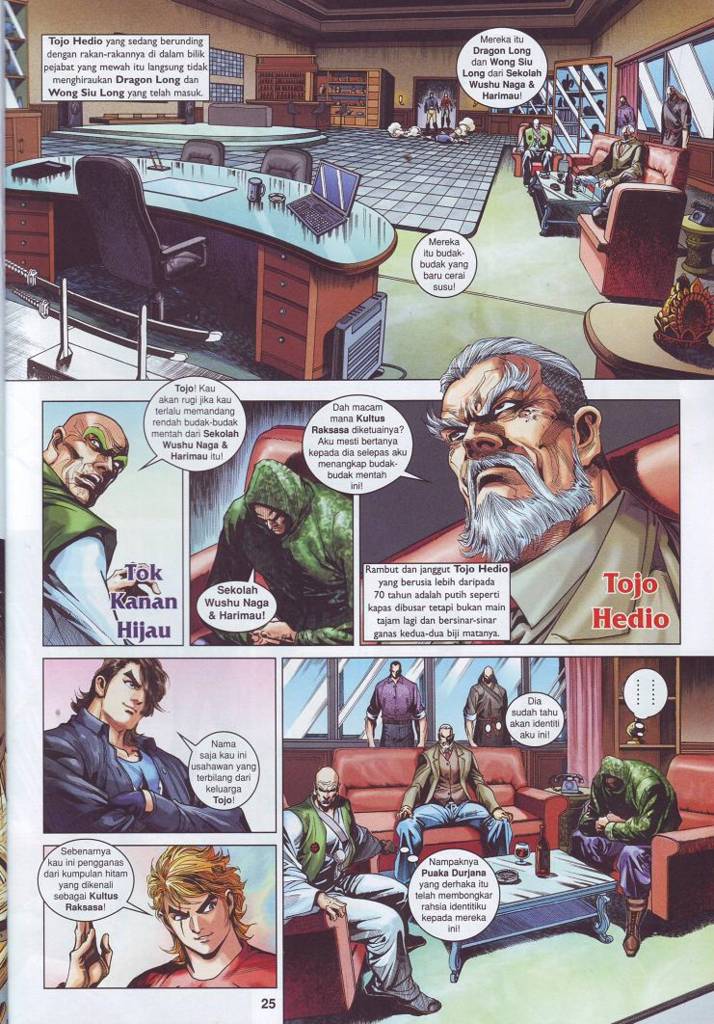 Tojo Hedio yang sedang berunding
dengan rakan-rakannya di dalam bilik
pejabat yang mewah itu langsung tidak
menghiraukan Dragon Long dan
Wong Siu Long yang telah masuk.
Mereka itu
Dragon Long
dan Wong Siu
Long dari Sekolah
Wushu Naga &
Harimau!
Mereka
itu budak-
budak yang
baru cerai
susu!
Tojo! Kau
akan rugi jika kau
terlalu memandang
rendah budak-budak
mentah dari Sekolah
Wushu Naga &
Harimau itu!
Tok
Kanan
Hijau
Sekolah
Wushu Naga
& Harimau!
Dah macam
mana Kultus
Raksasa diketuainya?
Aku mesti bertanya
kepada dia selepas aku
menangkap budak-
budak mentah
ini!
Rambut dan janggut Tojo Hedio
yang berusia lebih daripada
70 tahun adalah putih seperti
kapas dibusar tetapi bukan main
tajam lagi dan bersinar-sinar
ganas kedua-dua biji matanya.
Tojo
Hedio
Nama
saja kau ini
usahawan yang
terbilang dari
keluarga
Tojo!
Sebenarnya
kau ini pengganas
dari kumpulan hitam
yang dikenali
sebagai Kultus
Raksasa!
Dia
sudah tahu
akan identiti
aku ini!
Nampaknya
Puaka Durjana
yang derhaka itu
telah membongkar
rahsia identitiku
kepada mereka
ini!
25